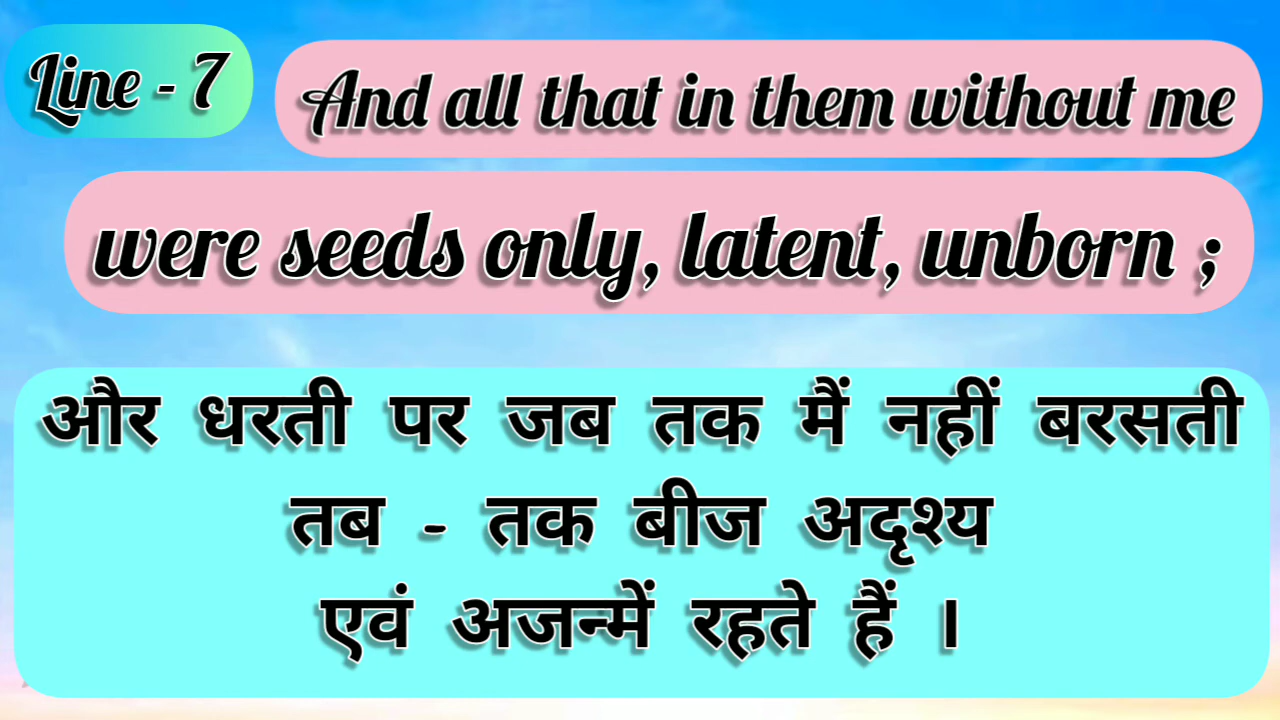 Line - 7
And all that in them without me
were seeds only, latent, unborn ;
और धरती पर जब तक मैं नहीं बरसती
तब - तक बीज अदृश्य
एवं अजन्में रहते हैं ।